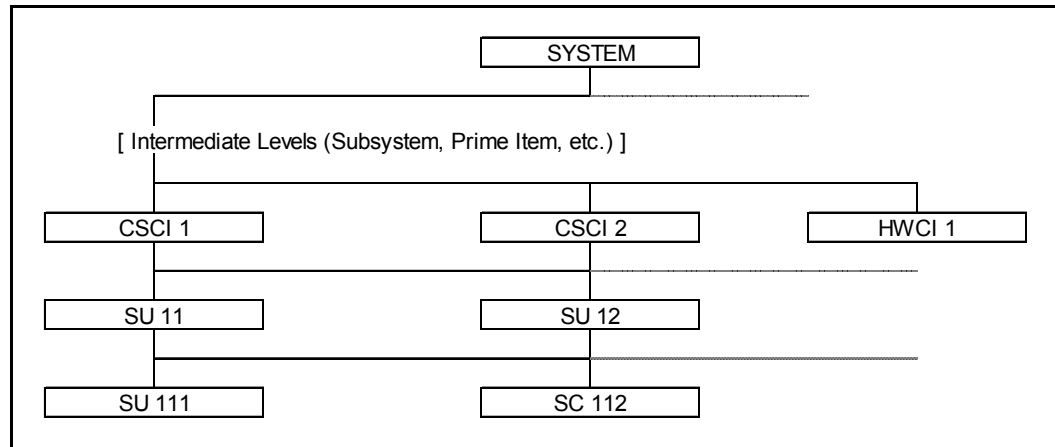 SYSTEM
[ Intermediate Levels (Subsystem, Prime Item, etc.) ]
CSCI 1
CSCI 2
HWCI 1
SU 11
SU 12
SU 111
SC 112